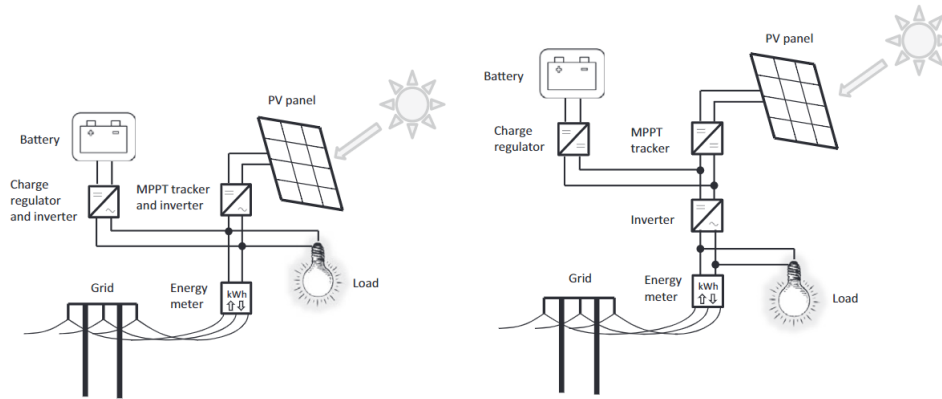 PV panel
Battery
Charge
regulator
and inverter
MPPT tracker
and inverter
Load
Grid
Energy
meter
kWh
PV panel
Battery
Charge
regulator
MPPT
tracker
Inverter
Load
Grid
Energy
meter
kWh